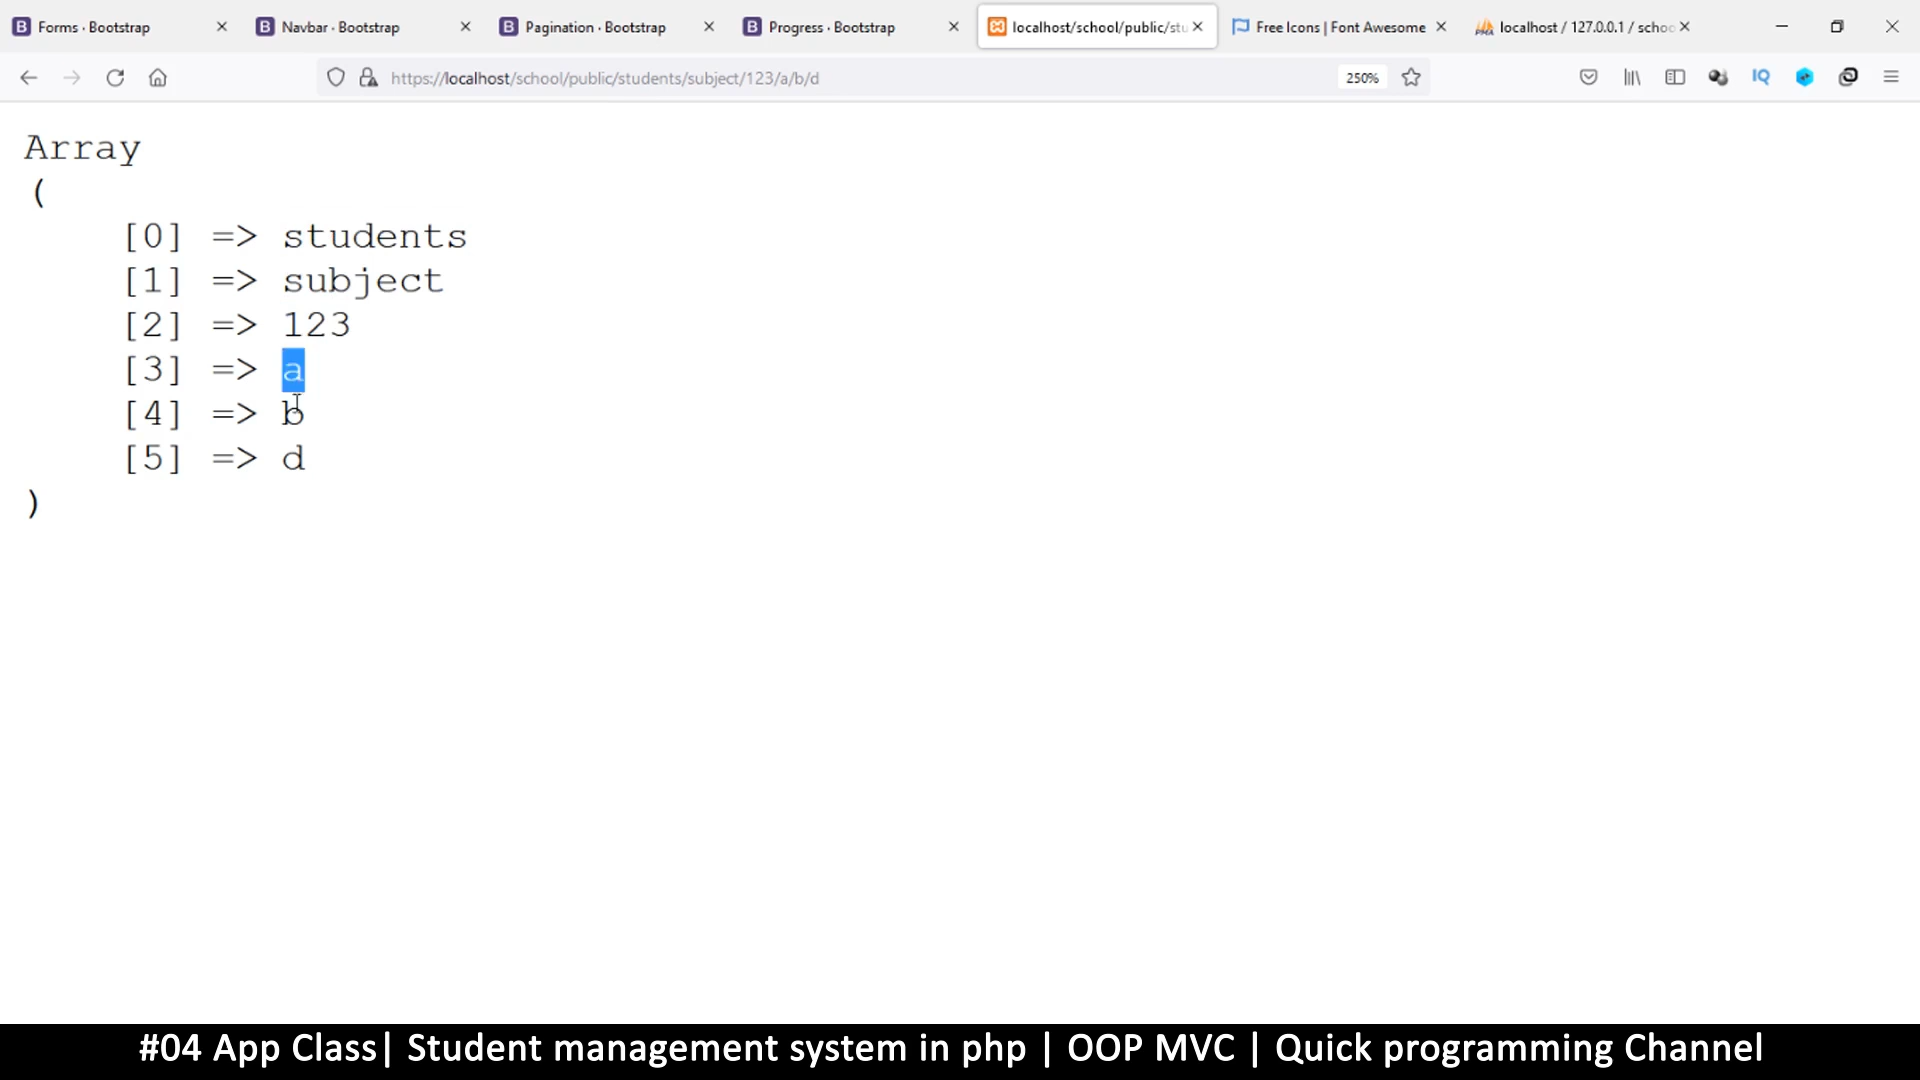 Forms · Bootstrap
Navbar · Bootstrap
Pagination · Bootstrap
Progress · Bootstrap
localhost/school/public/stu
Free Icons | Font Awesome
localhost / 127.0.0.1 / schoo
https://localhost/school/public/students/subject/123/a/b/d
250%
IQ
Array
(
[0] => students
[1] => subject
[2] => 123
[3] => a
[4] => b
[5] => d
)
#04 App Class| Student management system in php | OOP MVC | Quick programming Channel